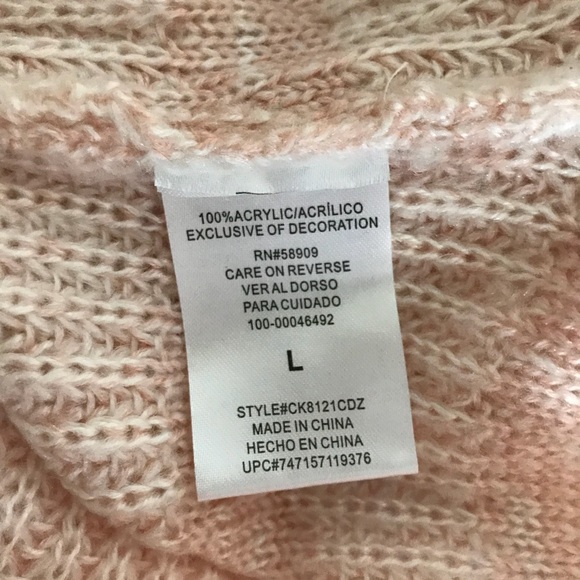 100%ACRYLIC/ACRÍLICO
EXCLUSIVE OF DECORATION
RN#58909
CARE ON REVERSE
VER AL DORSO
PARA CUIDADO
100-00046492
L
STYLE#CK8121CDZ
MADE IN CHINA
HECHO EN CHINA
UPC#747157119376